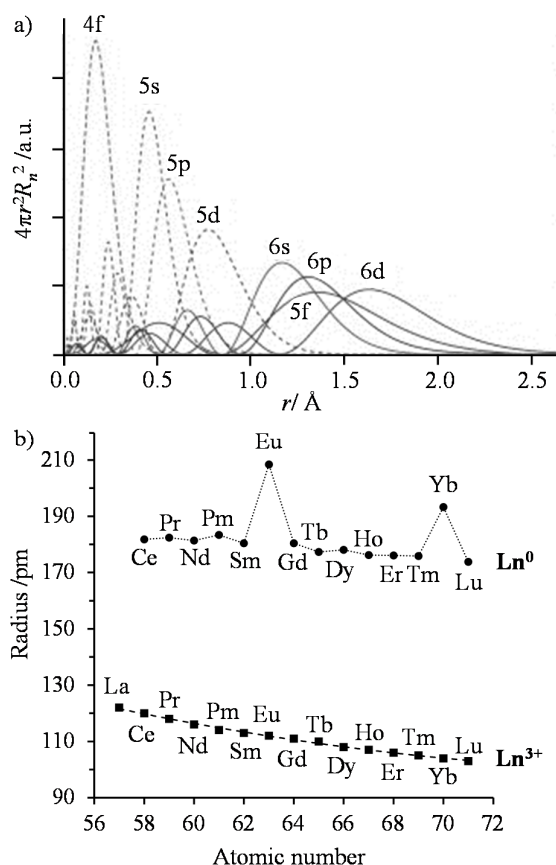 a)
4f
5s
5p
5d
6s
6p
5f
6d
4πr²Rₙ² /a.u.
0.0 0.5 1.0 1.5 2.0 2.5
r/ Å
b)
Radius /pm
210
190
170
150
130
110
90
Eu
Yb
Pr Pm Tb Ho
Ce Nd Sm Gd Dy Er Tm Lu
Ln⁰
La
Pr Pm Eu Tb Ho Tm Lu
Ce Nd Sm Gd Dy Er Yb
Ln³⁺
56 58 60 62 64 66 68 70 72
Atomic number